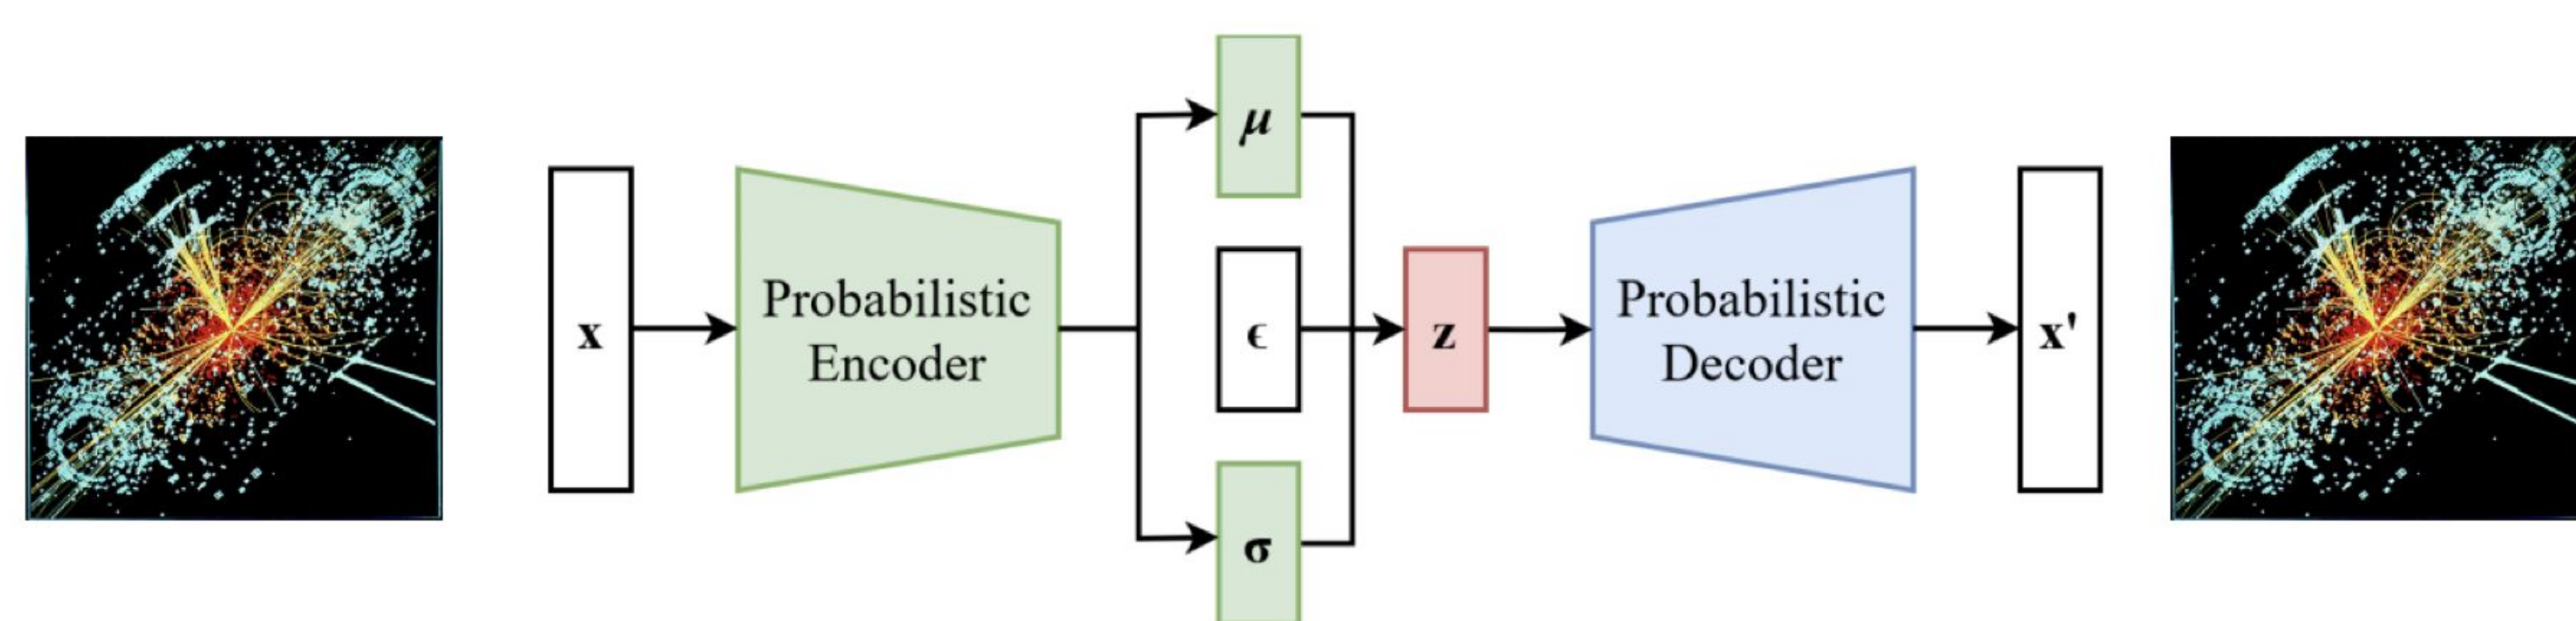 x
Probabilistic
Encoder
μ
ϵ
σ
z
Probabilistic
Decoder
x'